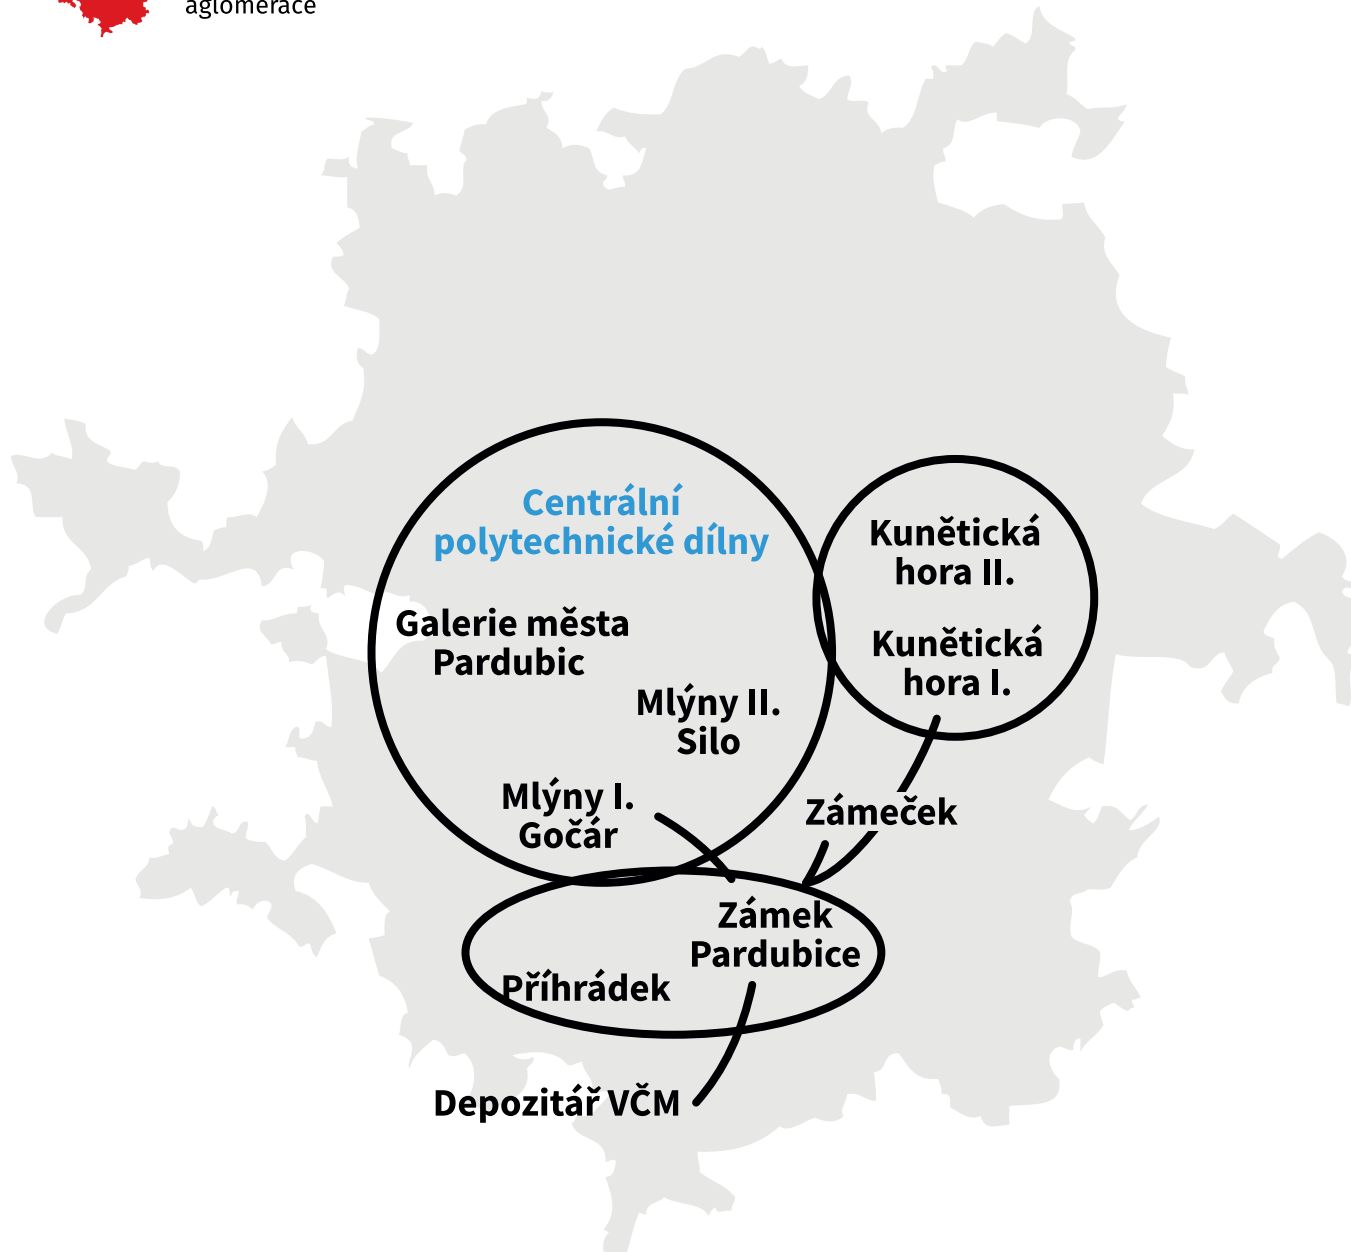 aglomerace
Centrální
polytechnické dílny
Kunětická
hora II.
Galerie města
Pardubic
Kunětická
hora I.
Mlýny II.
Silo
Mlýny I.
Gočár
Zámeček
Zámek
Pardubice
Příhrádek
Depozitář VČM